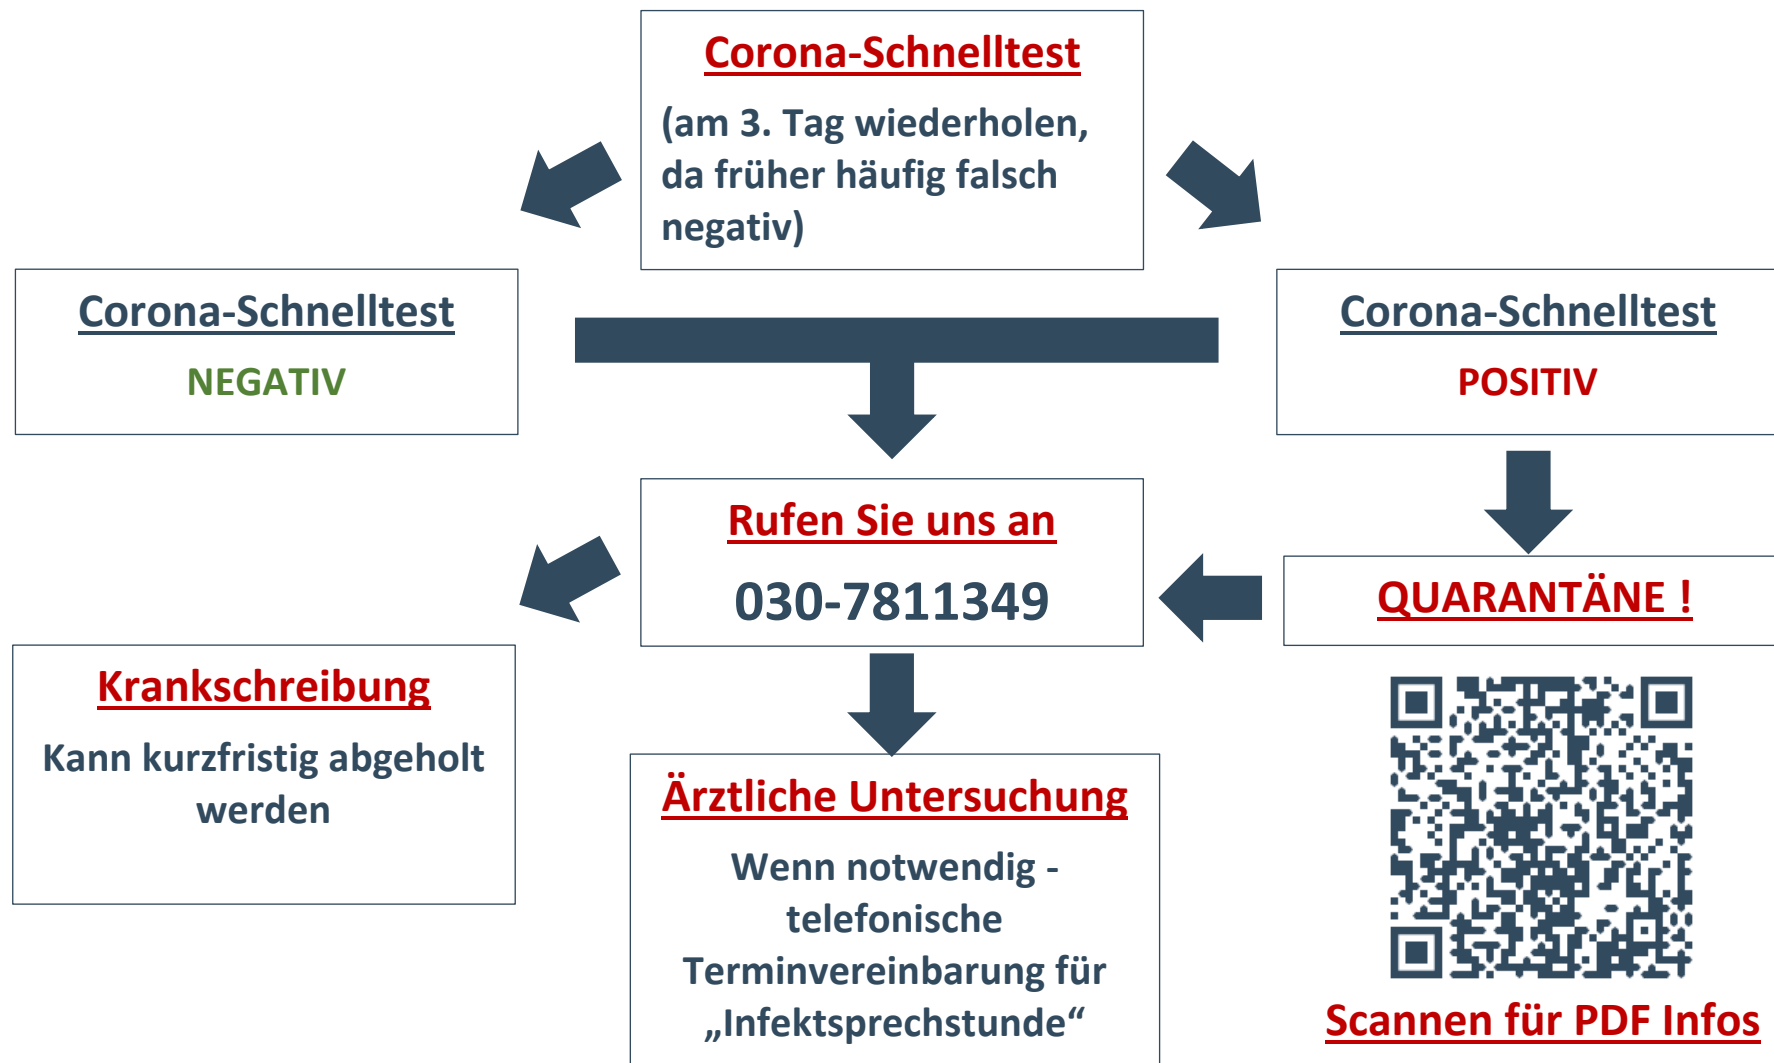 Corona-Schnelltest
(am 3. Tag wiederholen,
da früher häufig falsch
negativ)
Corona-Schnelltest
NEGATIV
Corona-Schnelltest
POSITIV
Rufen Sie uns an
030-7811349
QUARANTÄNE !
Krankschreibung
Kann kurzfristig abgeholt
werden
Ärztliche Untersuchung
Wenn notwendig -
telefonische
Terminvereinbarung für
„Infektsprechstunde“
Scannen für PDF Infos